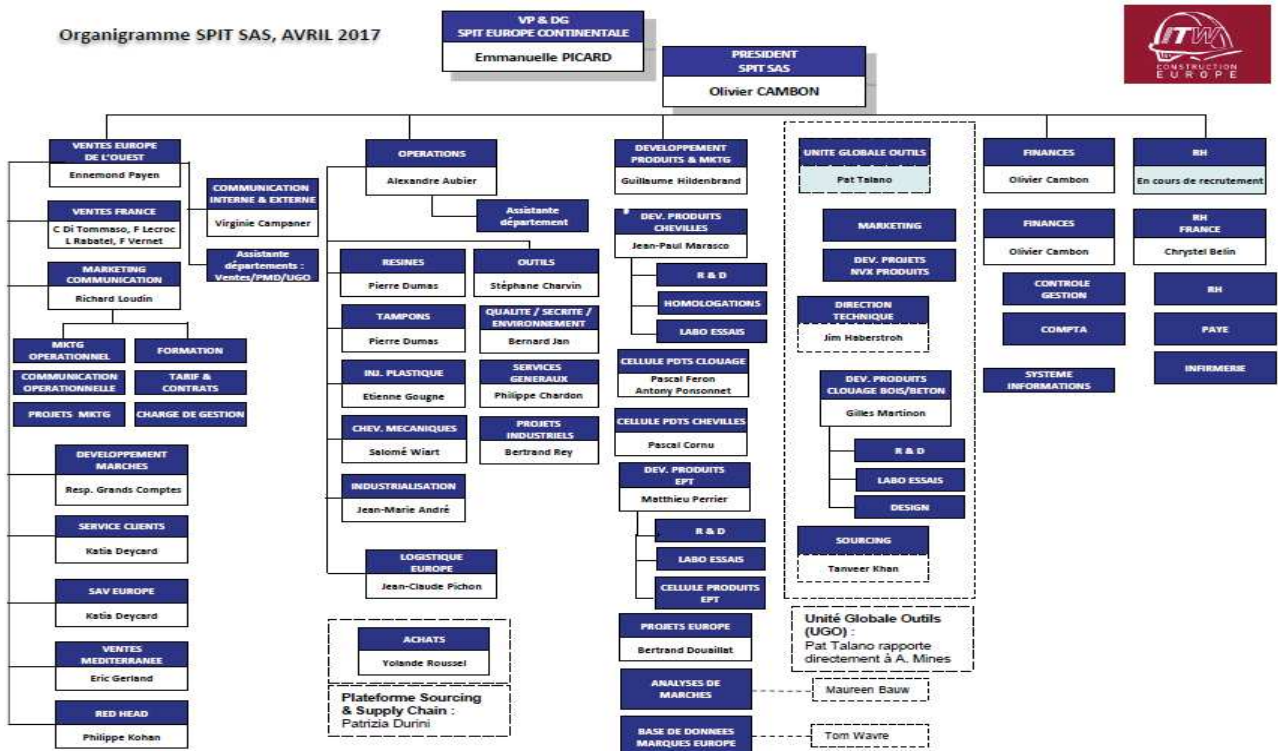 Organigramme SPIT SAS, AVRIL 2017
VP & DG
SPIT EUROPE CONTINENTALE
Emmanuelle PICARD
PRESIDENT
SPIT SAS
Olivier CAMBON
ITW
CONSTRUCTION
EUROPE
VENTES EUROPE
DE L'OUEST
Ennemond Payen
VENTES FRANCE
C Di Tommaso, F Lecroc
L Rabatel, F Vernet
MARKETING
COMMUNICATION
Richard Loudin
MKTG
OPERATIONNEL
FORMATION
COMMUNICATION
OPERATIONNELLE
TARIF &
CONTRATS
PROJETS MKTG
CHARGE DE GESTION
DEVELOPPEMENT
MARCHES
Resp. Grands Comptes
SERVICE CLIENTS
Katia Deycard
SAV EUROPE
Katia Deycard
VENTES
MEDITERRANEE
Eric Gerland
RED HEAD
Philippe Kohan
COMMUNICATION
INTERNE & EXTERNE
Virginie Campaner
Assistante
départements :
Ventes/PMD/UGO
OPERATIONS
Alexandre Aubier
Assistante
département
RESINES
Pierre Dumas
TAMPONS
Pierre Dumas
INJ. PLASTIQUE
Etienne Gougne
CHEV. MECANIQUES
Salomé Wiart
INDUSTRIALISATION
Jean-Marie André
OUTILS
Stéphane Charvin
QUALITE / SECRITE /
ENVIRONNEMENT
Bernard Jan
SERVICES
GENERAUX
Philippe Chardon
PROJETS
INDUSTRIELS
Bertrand Rey
LOGISTIQUE
EUROPE
Jean-Claude Pichon
ACHATS
Yolande Roussel
Plateforme Sourcing
& Supply Chain :
Patrizia Durini
DEVELOPPEMENT
PRODUITS & MKTG
Guillaume Hildenbrand
DEV. PRODUITS
CHEVILLES
Jean-Paul Marasco
R & D
HOMOLOGATIONS
LABO ESSAIS
CELLULE PDTS CLOUAGE
Pascal Feron
Antony Ponsonnet
CELLULE PDTS CHEVILLES
Pascal Cornu
DEV. PRODUITS
EPT
Matthieu Perrier
R & D
LABO ESSAIS
CELLULE PRODUITS
EPT
PROJETS EUROPE
Bertrand Douaillat
ANALYSES DE
MARCHES
Maureen Bauw
BASE DE DONNEES
MARQUES EUROPE
Tom Wavre
UNITE GLOBALE OUTILS
Pat Talano
MARKETING
DEV. PROJETS
NVX PRODUITS
DIRECTION
TECHNIQUE
Jim Haberstroh
DEV. PRODUITS
CLOUAGE BOIS/BETON
Gilles Martinon
R & D
LABO ESSAIS
DESIGN
SOURCING
Tanveer Khan
Unité Globale Outils
(UGO) :
Pat Talano rapporte
directement à A. Mines
FINANCES
Olivier Cambon
FINANCES
Olivier Cambon
CONTROLE
GESTION
COMPTA
SYSTEME
INFORMATIONS
RH
En cours de recrutement
RH
FRANCE
Chrystel Belin
RH
PAYE
INFIRMERIE